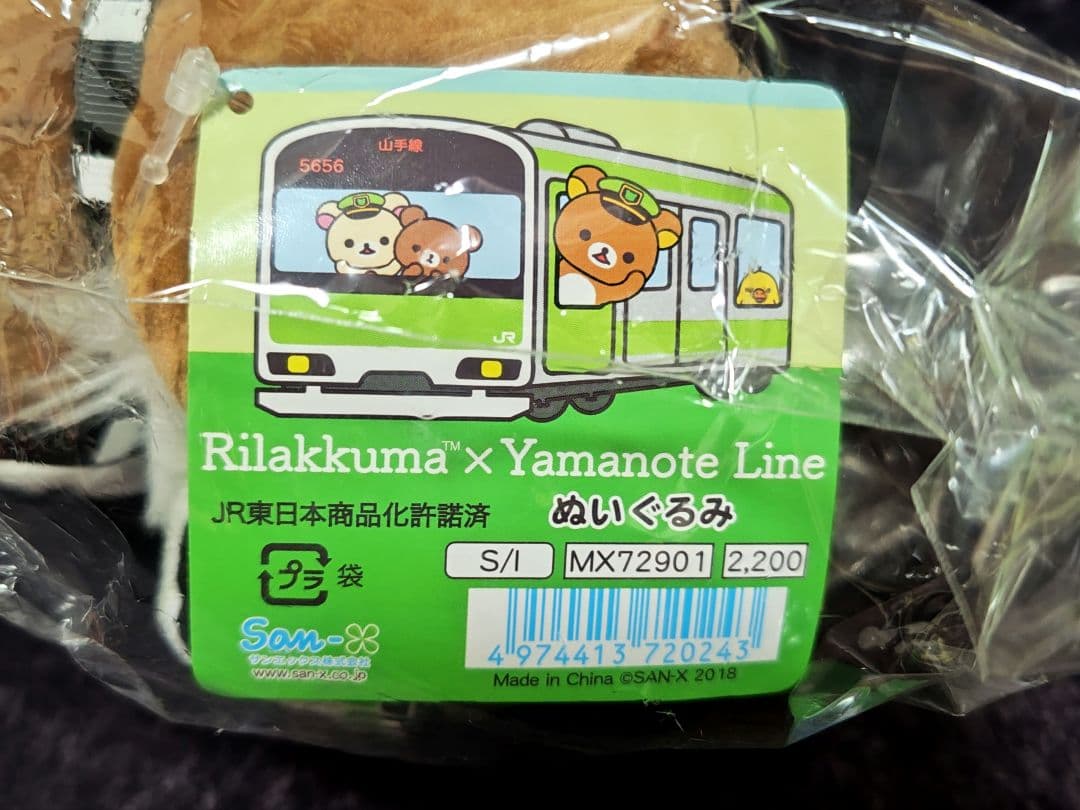 山手線
5656
JR
Rilakkuma™×Yamanote Line
JR東日本商品化許諾済
ぬいぐるみ
プラ 袋
S/I MX72901 2,200
San-X
サンエックス株式会社
www.san-x.co.jp
4 974413 720243
Made in China ©SAN-X 2018